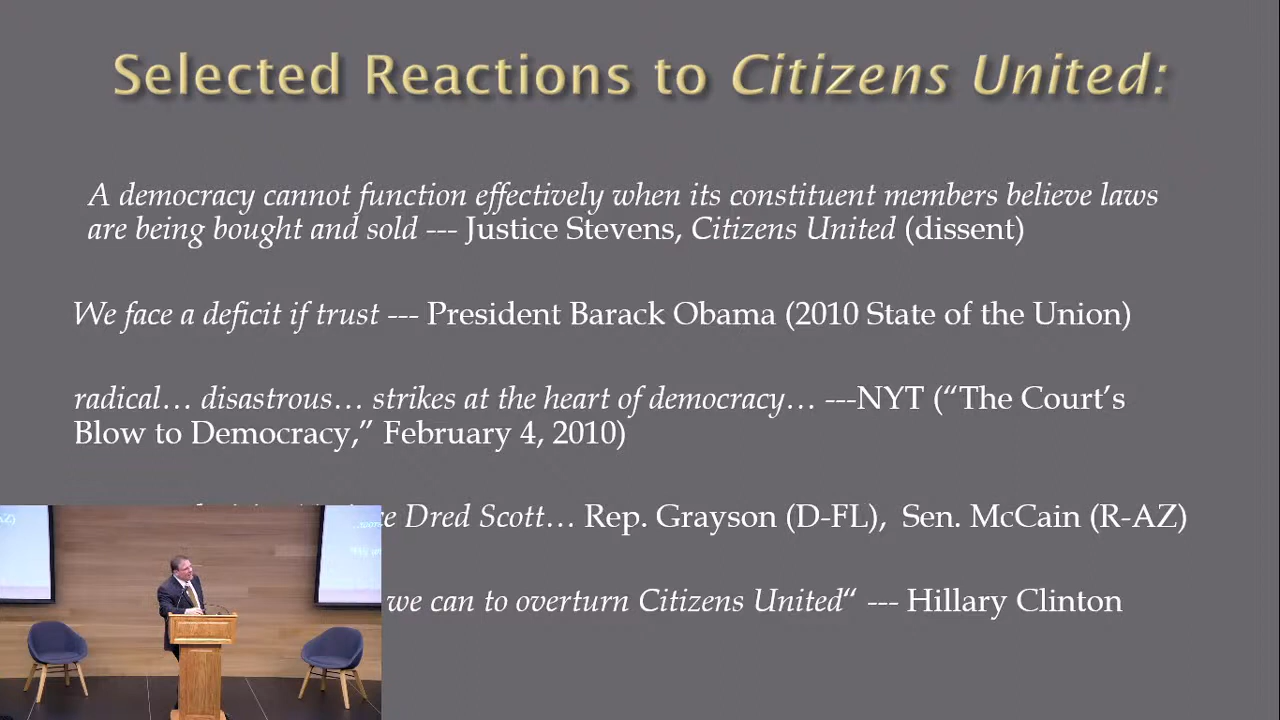 Selected Reactions to Citizens United:
A democracy cannot function effectively when its constituent members believe laws
are being bought and sold --- Justice Stevens, Citizens United (dissent)
We face a deficit if trust --- President Barack Obama (2010 State of the Union)
radical… disastrous… strikes at the heart of democracy… ---NYT (“The Court’s
Blow to Democracy,” February 4, 2010)
Dred Scott… Rep. Grayson (D-FL), Sen. McCain (R-AZ)
we can to overturn Citizens United“ --- Hillary Clinton